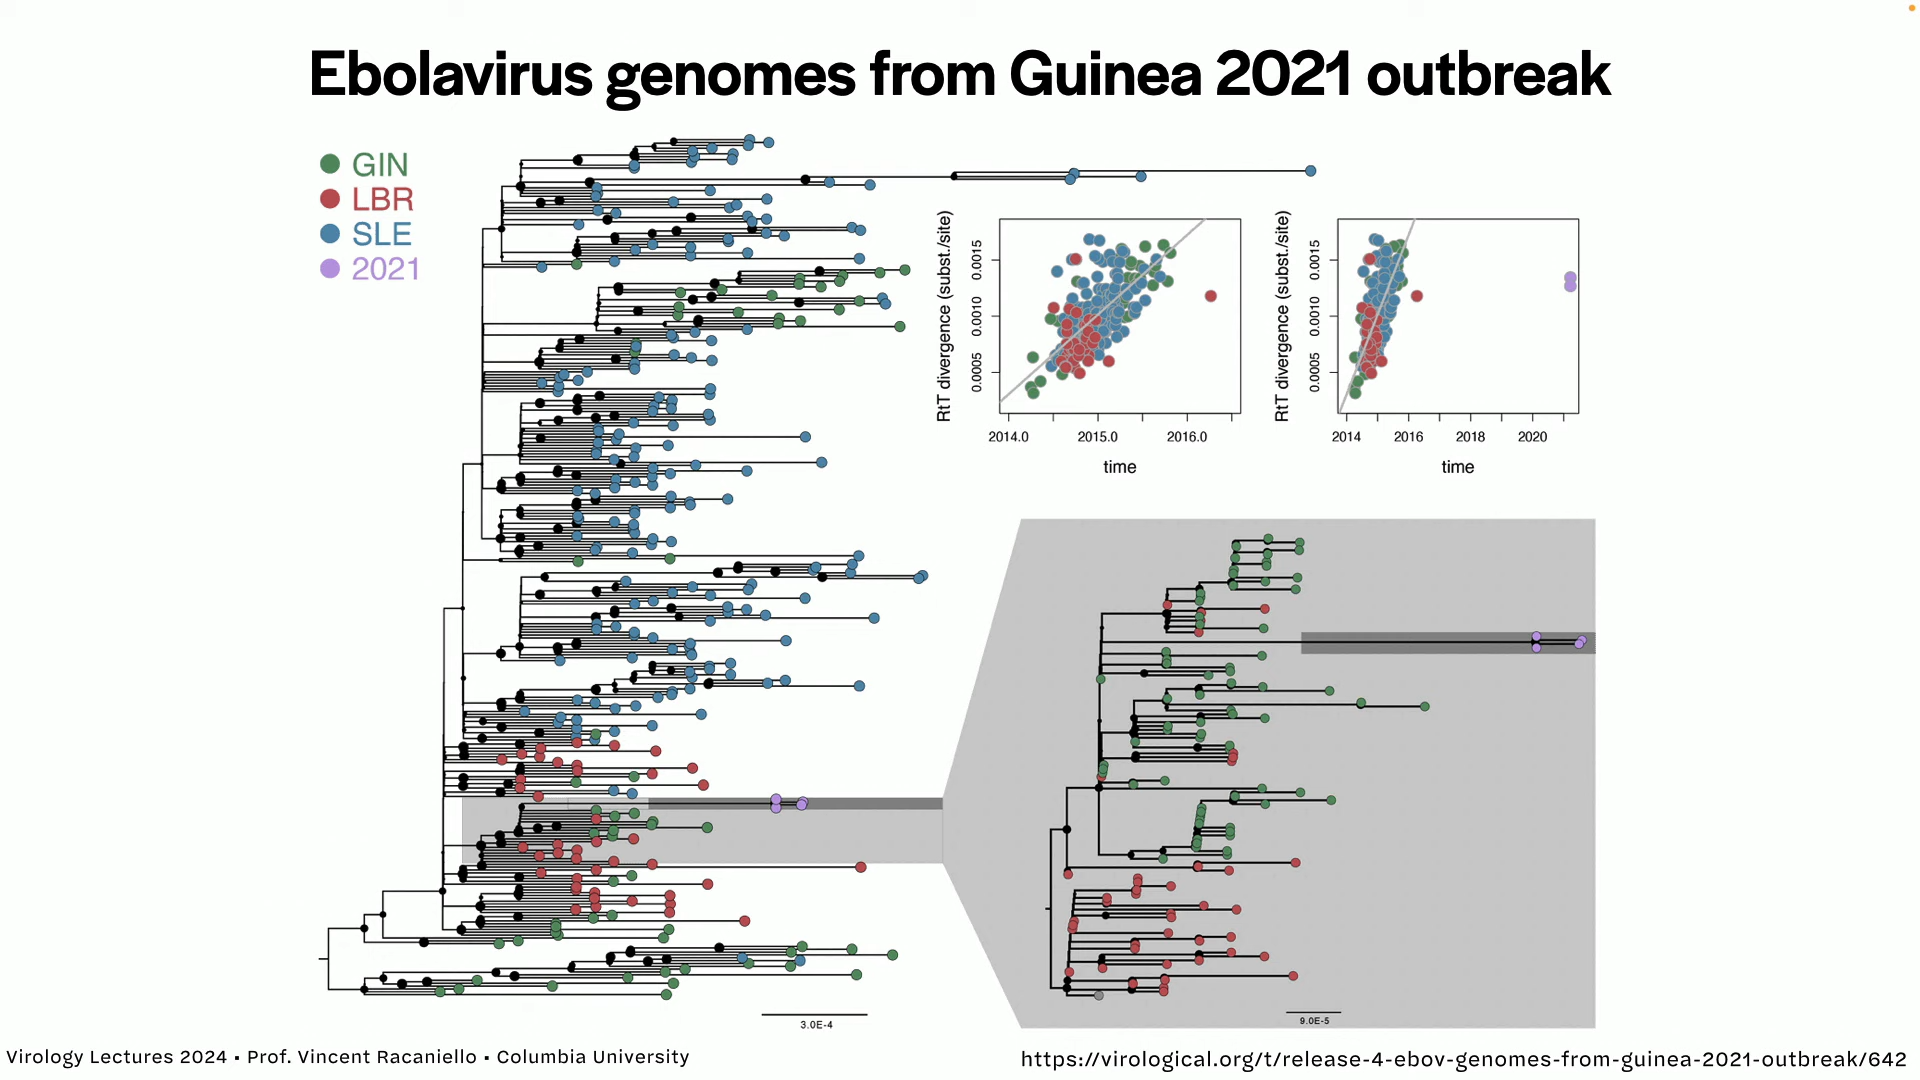 Ebolavirus genomes from Guinea 2021 outbreak
GIN
LBR
SLE
2021
RtT divergence (subst./site)
0.0015
0.0010
0.0005
2014.0 2015.0 2016.0
time
RtT divergence (subst./site)
0.0015
0.0010
0.0005
2014 2016 2018 2020
time
3.0E-4
9.0E-5
Virology Lectures 2024 • Prof. Vincent Racaniello • Columbia University
https://virological.org/t/release-4-ebov-genomes-from-guinea-2021-outbreak/642